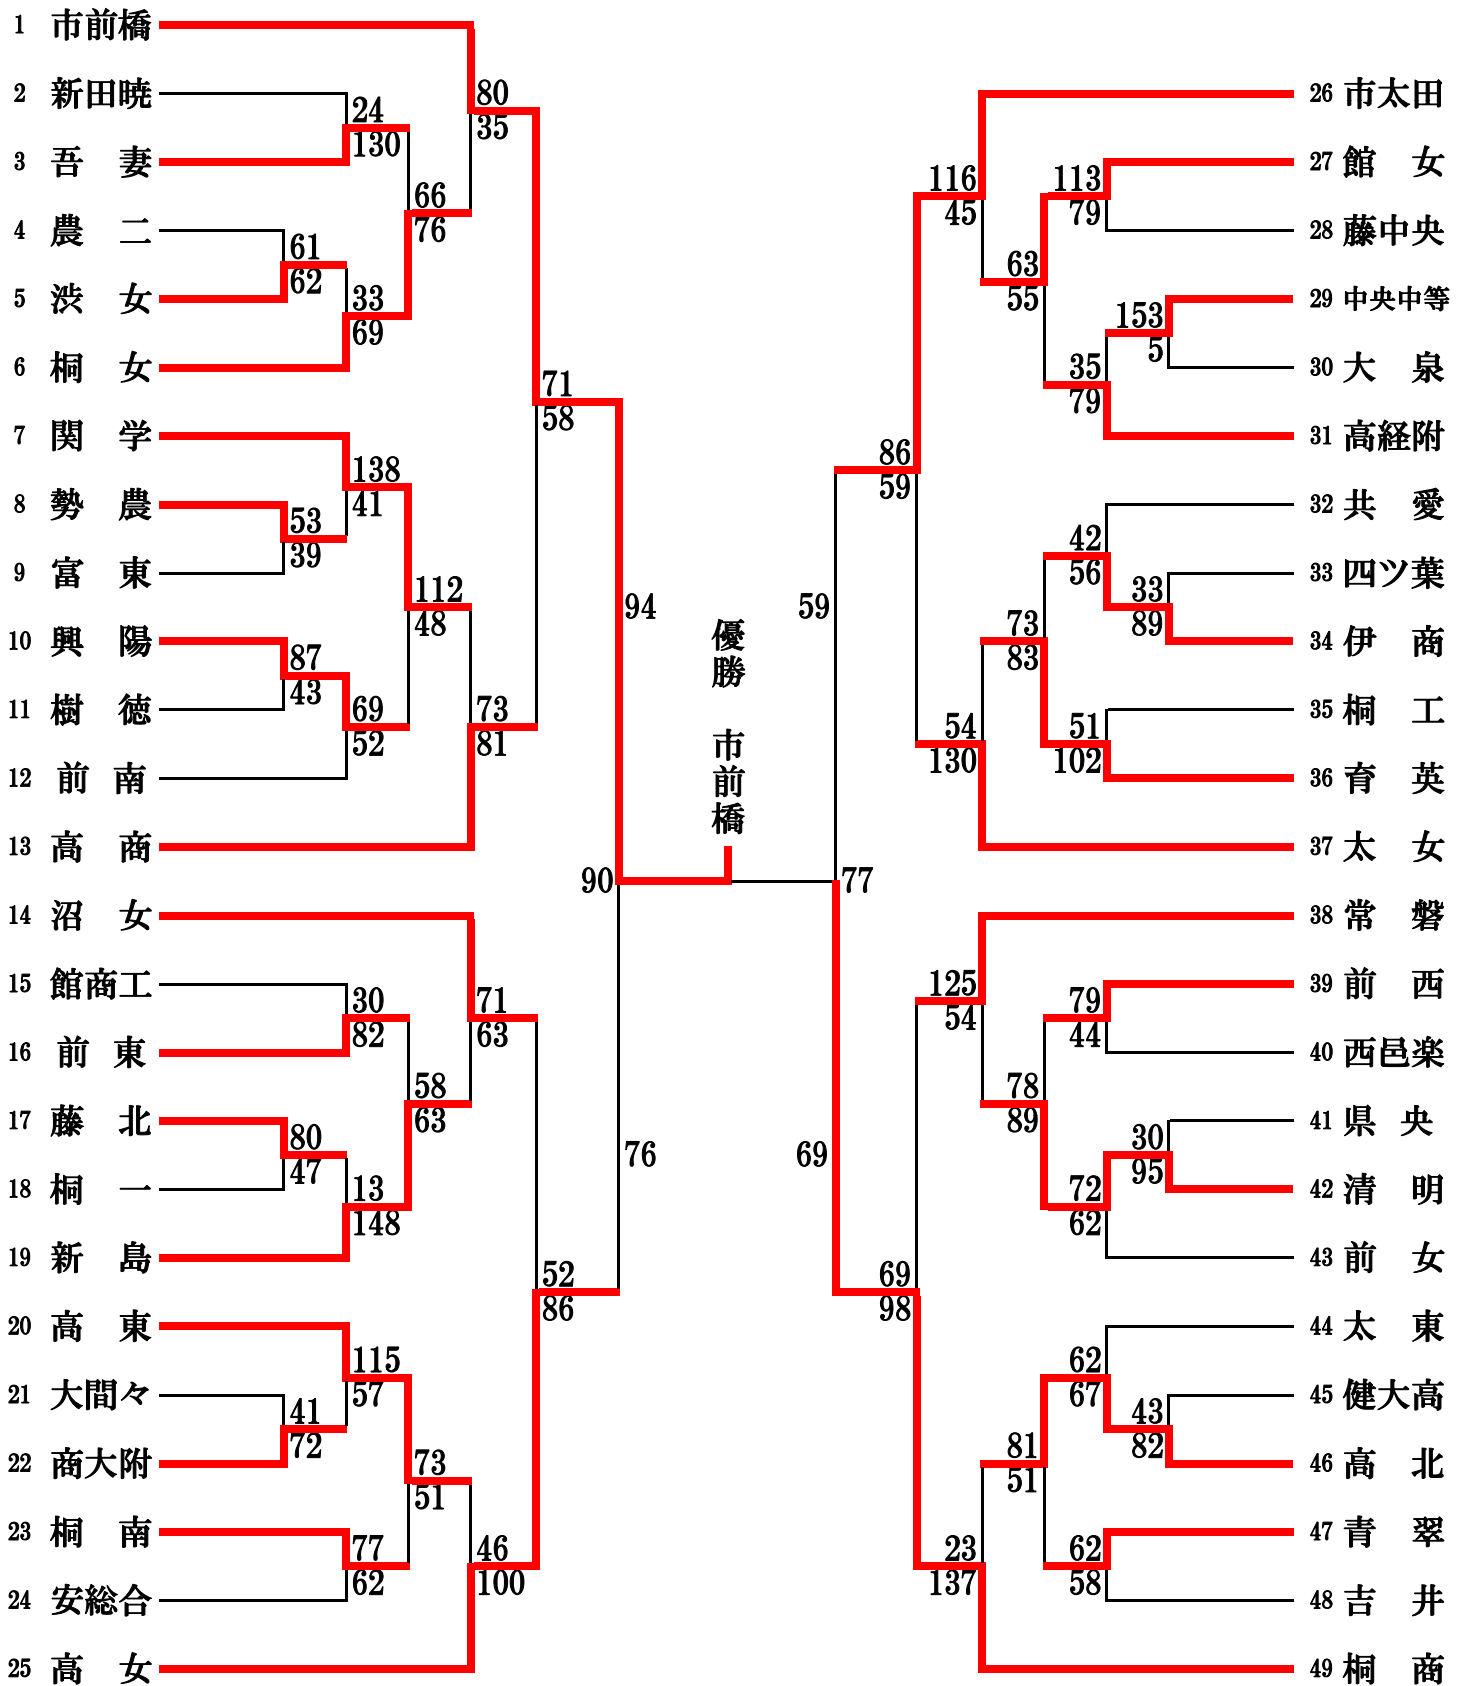 1 市前橋
2 新田暁
3 吾 妻
4 農 二
5 渋 女
6 桐 女
7 関 学
8 勢 農
9 富 東
10 興 陽
11 樹 徳
12 前 南
13 高 商
14 沼 女
15 館商工
16 前 東
17 藤 北
18 桐 一
19 新 島
20 高 東
21 大間々
22 商大附
23 桐 南
24 安総合
25 高 女
24
130
61
62
33
69
66
76
80
35
138
41
53
39
87
43
69
52
112
48
73
81
71
58
30
82
80
47
13
148
58
63
71
63
115
57
41
72
77
62
73
51
46
100
52
86
94
76
90
優勝 市前橋
77
59
69
86
59
69
98
116
45
113
79
63
55
153
5
35
79
42
56
33
89
73
83
51
102
54
130
125
54
79
44
78
89
30
95
72
62
62
67
43
82
81
51
62
58
23
137
26 市太田
27 館 女
28 藤中央
29 中央中等
30 大 泉
31 高経附
32 共 愛
33 四ツ葉
34 伊 商
35 桐 工
36 育 英
37 太 女
38 常 磐
39 前 西
40 西邑楽
41 県 央
42 清 明
43 前 女
44 太 東
45 健大高
46 高 北
47 青 翠
48 吉 井
49 桐 商